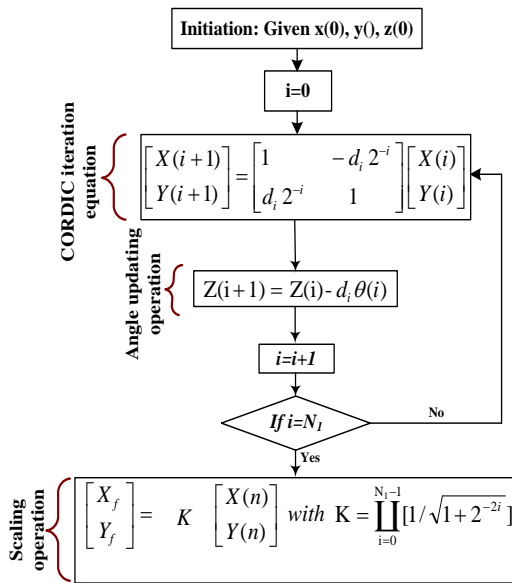 Initiation: Given x(0), y(), z(0)
i=0
CORDIC iteration
equation
[X(i+1) Y(i+1)] = [1 -d_i 2^{-i} d_i 2^{-i} 1] [X(i) Y(i)]
Angle updating
operation
Z(i+1) = Z(i)- d_i θ(i)
i=i+1
If i=N_1
No
Yes
Scaling
operation
[X_f Y_f] = K [X(n) Y(n)] with K = ∐_{i=0}^{N_1-1} [1/√(1+2^{-2i})]